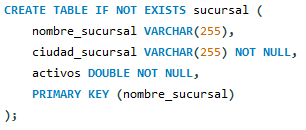 CREATE TABLE IF NOT EXISTS sucursal (
    nombre_sucursal VARCHAR(255),
    ciudad_sucursal VARCHAR(255) NOT NULL,
    activos DOUBLE NOT NULL,
    PRIMARY KEY (nombre_sucursal)
);